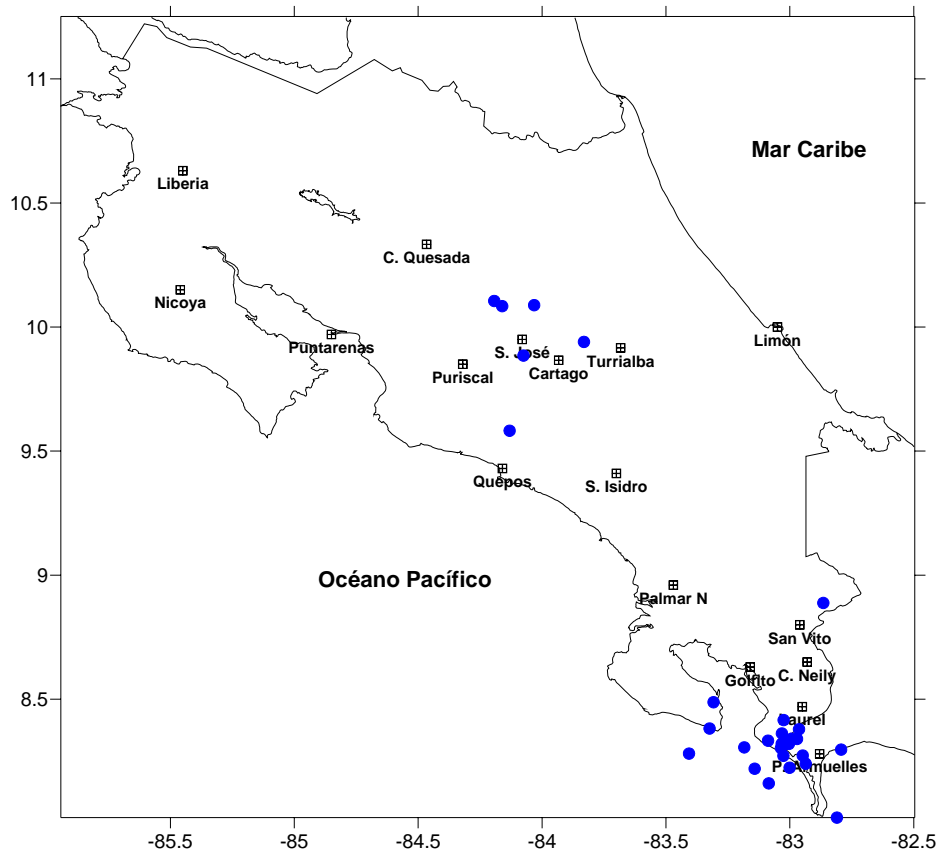 11
Mar Caribe
Liberia
10.5
C. Quesada
Nicoya
10
Puntarenas
S. José
Limón
Puriscal
Cartago
Turrialba
9.5
Quepos
S. Isidro
Océano Pacífico
9
Palmar N
San Vito
Golfito
C. Neily
8.5
Laurel
P. Armuelles
-85.5
-85
-84.5
-84
-83.5
-83
-82.5